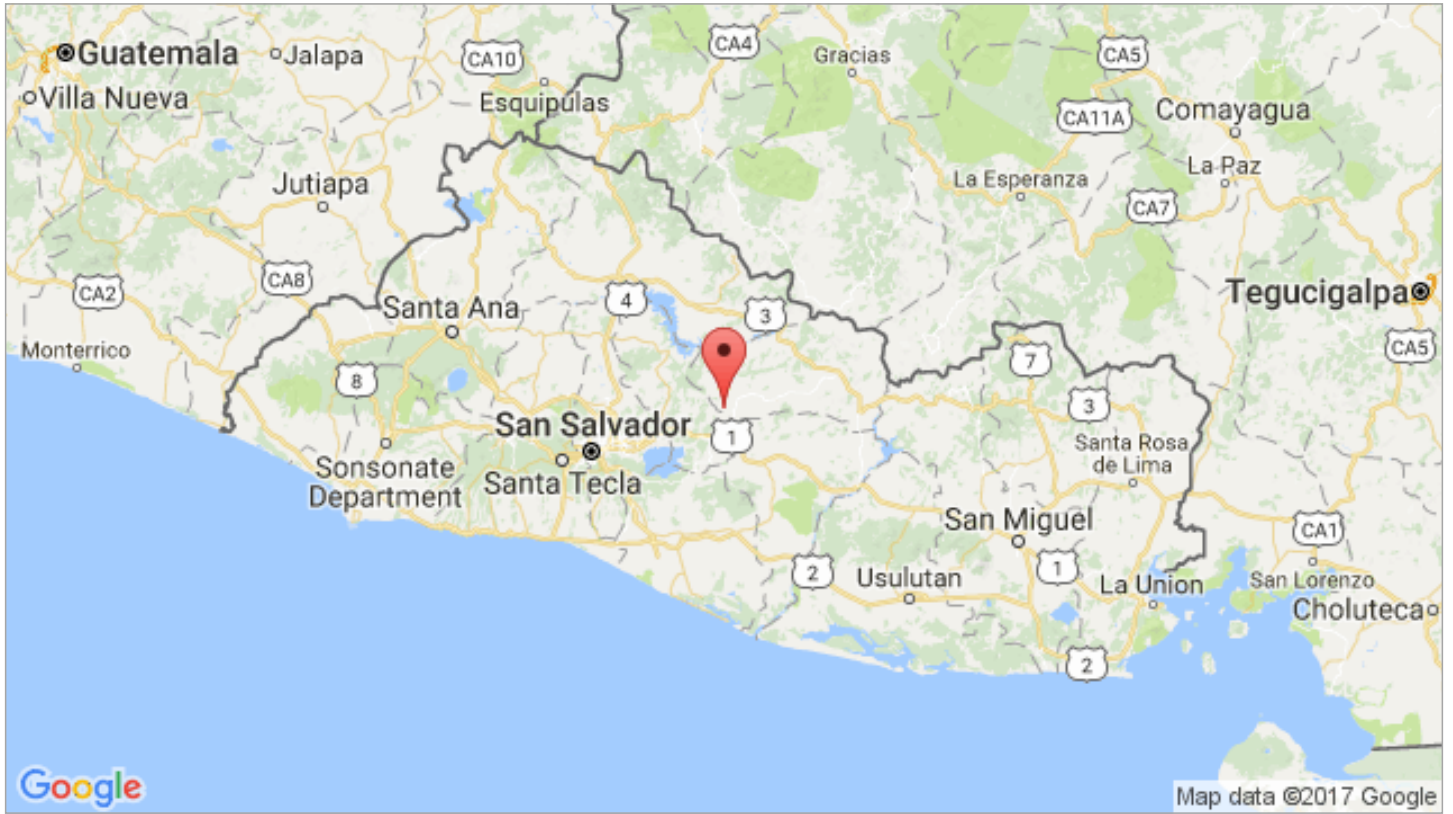 Guatemala
Jalapa
CA10
CA4
Gracias
CA5
Villa Nueva
Esquipulas
CA11A
Comayagua
Jutiapa
La Esperanza
La Paz
CA7
CA2
CA8
Santa Ana
4
3
Tegucigalpa
Monterrico
8
7
CA5
3
San Salvador
1
Santa Rosa
de Lima
Sonsonate
Department
Santa Tecla
San Miguel
CA1
2
Usulutan
1
La Union
San Lorenzo
Choluteca
2
Google
Map data ©2017 Google